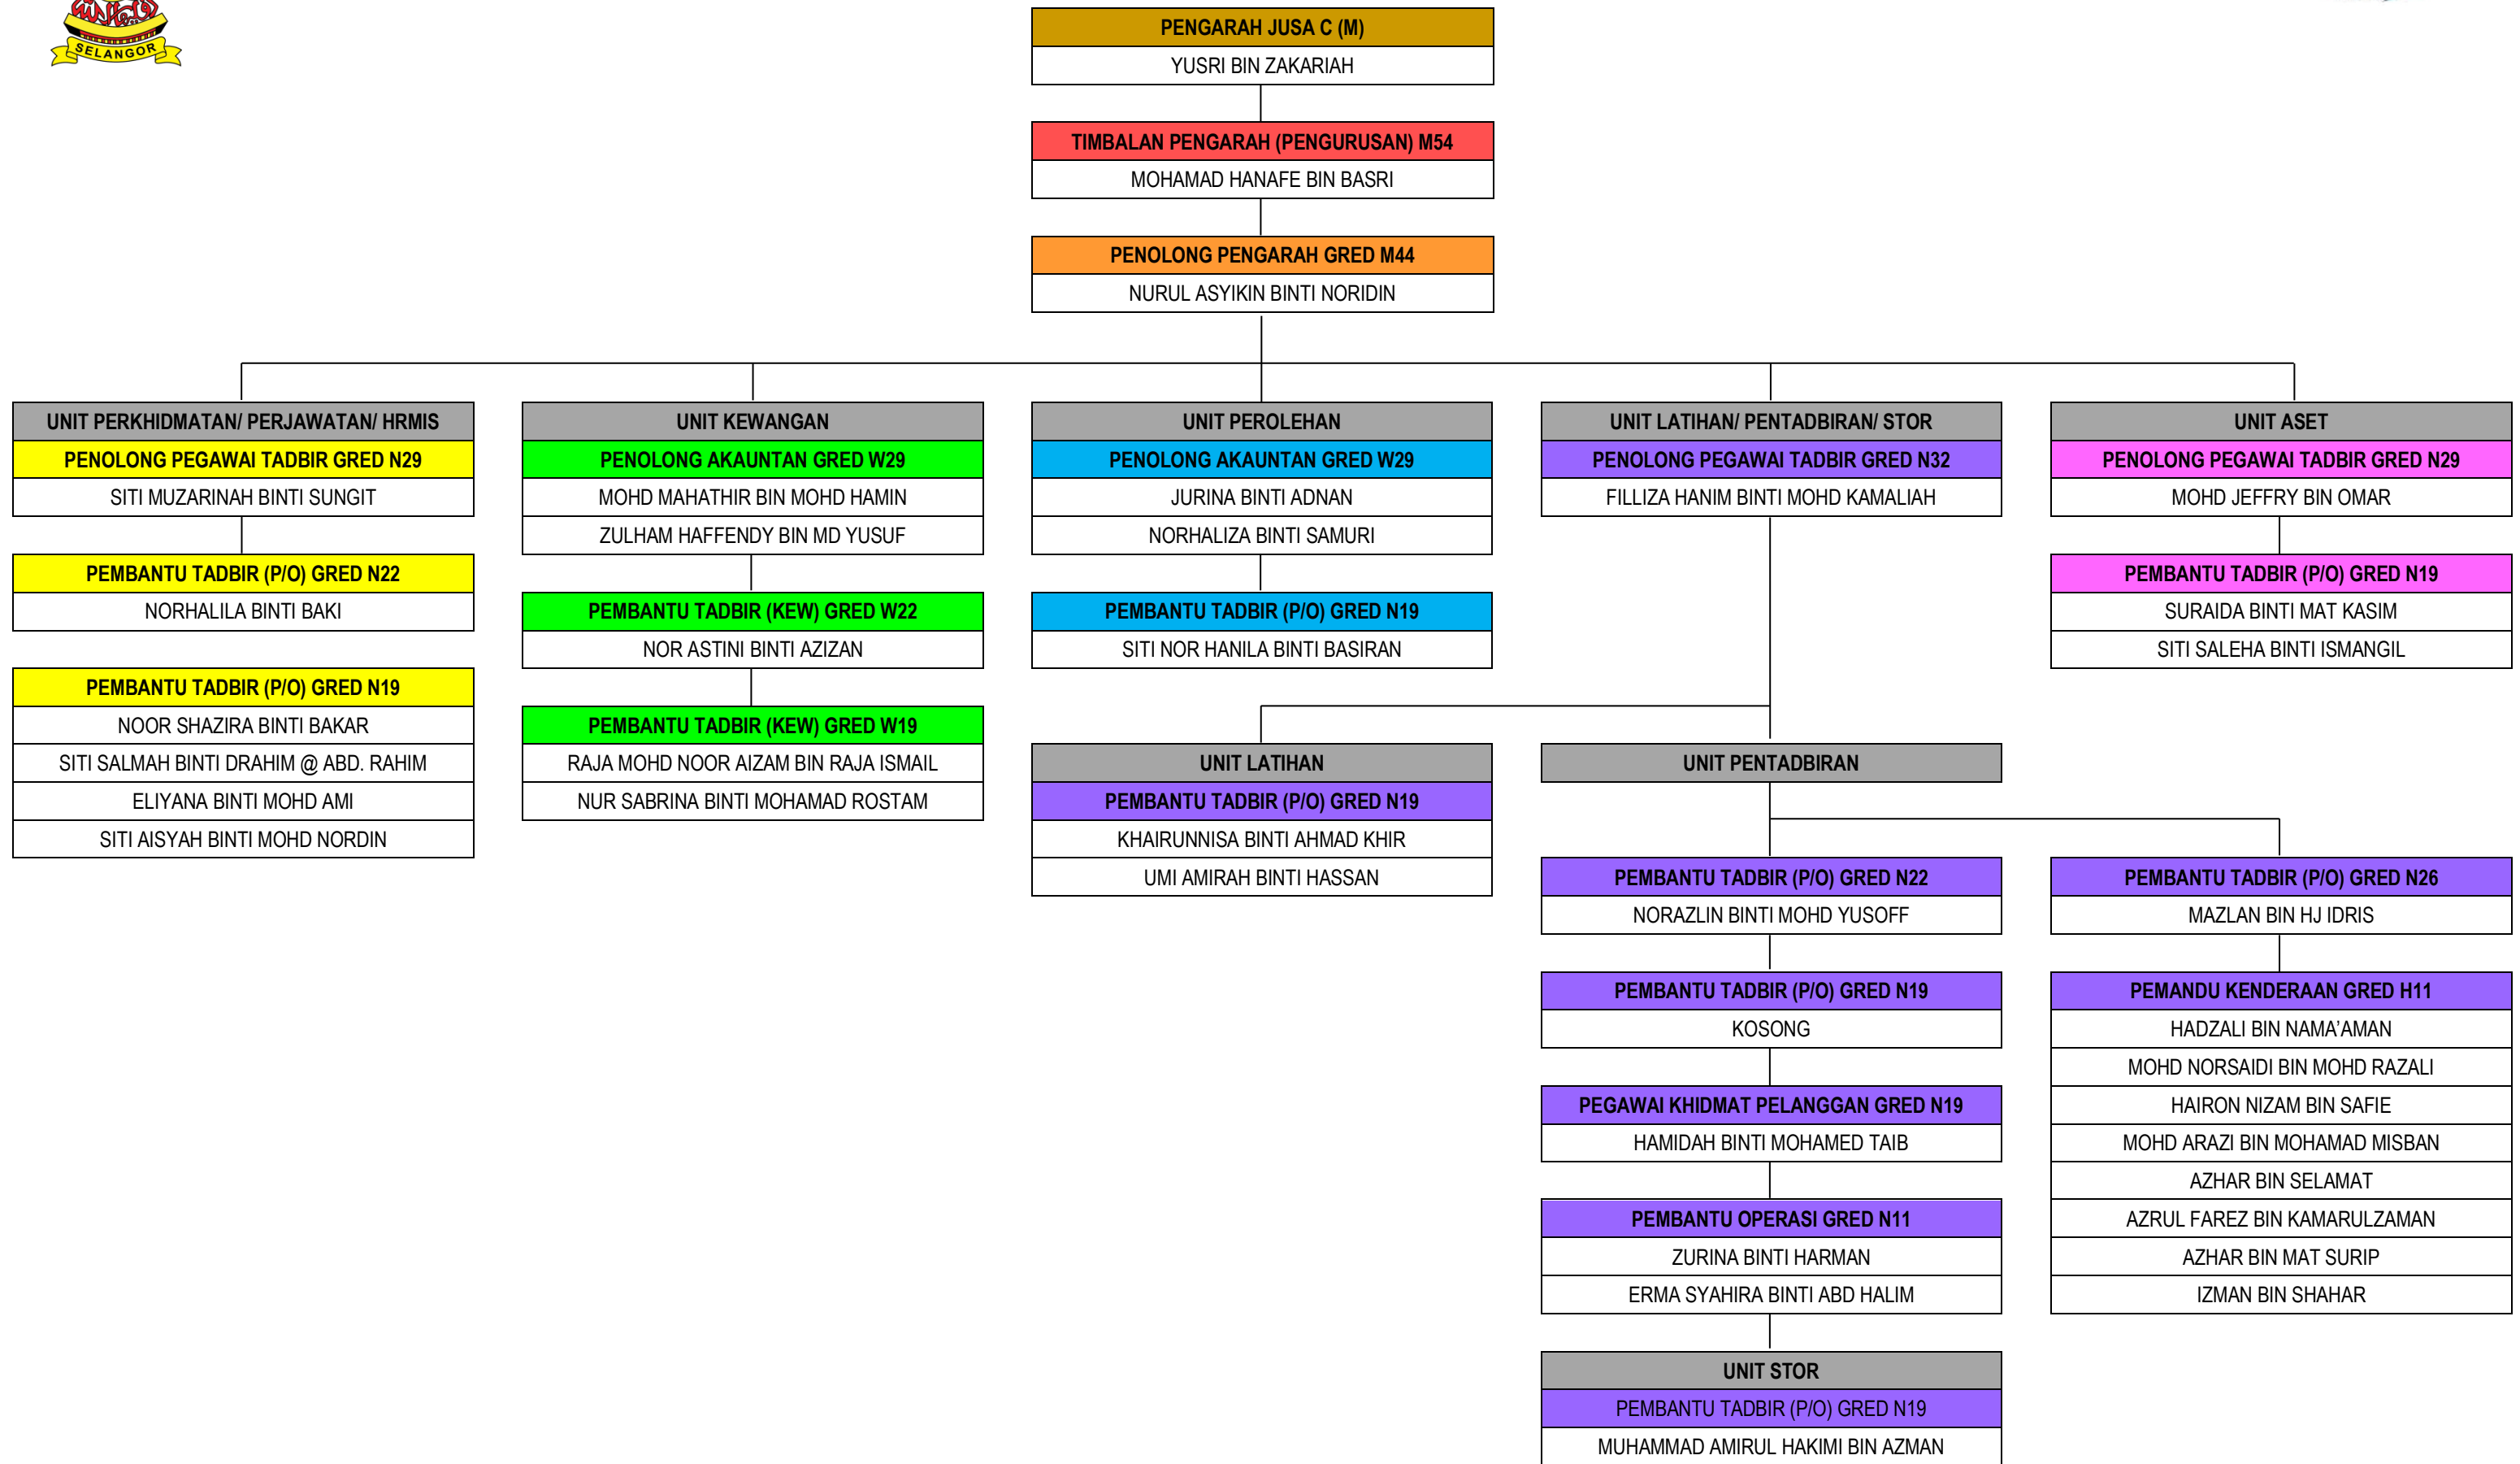 SELANGOR
PENGARAH JUSA C (M)
YUSRI BIN ZAKARIAH
TIMBALAN PENGARAH (PENGURUSAN) M54
MOHAMAD HANAFE BIN BASRI
PENOLONG PENGARAH GRED M44
NURUL ASYIKIN BINTI NORIDIN
UNIT PERKHIDMATAN/ PERJAWATAN/ HRMIS
PENOLONG PEGAWAI TADBIR GRED N29
SITI MUZARINAH BINTI SUNGIT
PEMBANTU TADBIR (P/O) GRED N22
NORHALILA BINTI BAKI
PEMBANTU TADBIR (P/O) GRED N19
NOOR SHAZIRA BINTI BAKAR
SITI SALMAH BINTI DRAHIM @ ABD. RAHIM
ELIYANA BINTI MOHD AMI
SITI AISYAH BINTI MOHD NORDIN
UNIT KEWANGAN
PENOLONG AKAUNTAN GRED W29
MOHD MAHATHIR BIN MOHD HAMIN
ZULHAM HAFFENDY BIN MD YUSUF
PEMBANTU TADBIR (KEW) GRED W22
NOR ASTINI BINTI AZIZAN
PEMBANTU TADBIR (KEW) GRED W19
RAJA MOHD NOOR AIZAM BIN RAJA ISMAIL
NUR SABRINA BINTI MOHAMAD ROSTAM
UNIT PEROLEHAN
PENOLONG AKAUNTAN GRED W29
JURINA BINTI ADNAN
NORHALIZA BINTI SAMURI
PEMBANTU TADBIR (P/O) GRED N19
SITI NOR HANILA BINTI BASIRAN
UNIT LATIHAN/ PENTADBIRAN/ STOR
PENOLONG PEGAWAI TADBIR GRED N32
FILLIZA HANIM BINTI MOHD KAMALIAH
UNIT LATIHAN
PEMBANTU TADBIR (P/O) GRED N19
KHAIRUNNISA BINTI AHMAD KHIR
UMI AMIRAH BINTI HASSAN
UNIT PENTADBIRAN
PEMBANTU TADBIR (P/O) GRED N22
NORAZLIN BINTI MOHD YUSOFF
PEMBANTU TADBIR (P/O) GRED N19
KOSONG
PEGAWAI KHIDMAT PELANGGAN GRED N19
HAMIDAH BINTI MOHAMED TAIB
PEMBANTU OPERASI GRED N11
ZURINA BINTI HARMAN
ERMA SYAHIRA BINTI ABD HALIM
UNIT STOR
PEMBANTU TADBIR (P/O) GRED N19
MUHAMMAD AMIRUL HAKIMI BIN AZMAN
PEMBANTU TADBIR (P/O) GRED N26
MAZLAN BIN HJ IDRIS
PEMANDU KENDERAAN GRED H11
HADZALI BIN NAMA’AMAN
MOHD NORSAIDI BIN MOHD RAZALI
HAIRON NIZAM BIN SAFIE
MOHD ARAZI BIN MOHAMAD MISBAN
AZHAR BIN SELAMAT
AZRUL FAREZ BIN KAMARULZAMAN
AZHAR BIN MAT SURIP
IZMAN BIN SHAHAR
UNIT ASET
PENOLONG PEGAWAI TADBIR GRED N29
MOHD JEFFRY BIN OMAR
PEMBANTU TADBIR (P/O) GRED N19
SURAIDA BINTI MAT KASIM
SITI SALEHA BINTI ISMANGIL